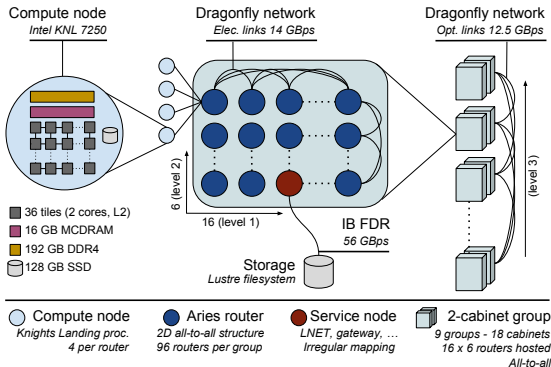 Compute node
Intel KNL 7250
Dragonfly network
Elec. links 14 GBps
Dragonfly network
Opt. links 12.5 GBps
36 tiles (2 cores, L2)
16 GB MCDRAM
192 GB DDR4
128 GB SSD
6 (level 2)
16 (level 1)
IB FDR
56 GBps
Storage
Lustre filesystem
(level 3)
Compute node
Knights Landing proc.
4 per router
Aries router
2D all-to-all structure
96 routers per group
Service node
LNET, gateway, …
Irregular mapping
2-cabinet group
9 groups - 18 cabinets
16 x 6 routers hosted
All-to-all